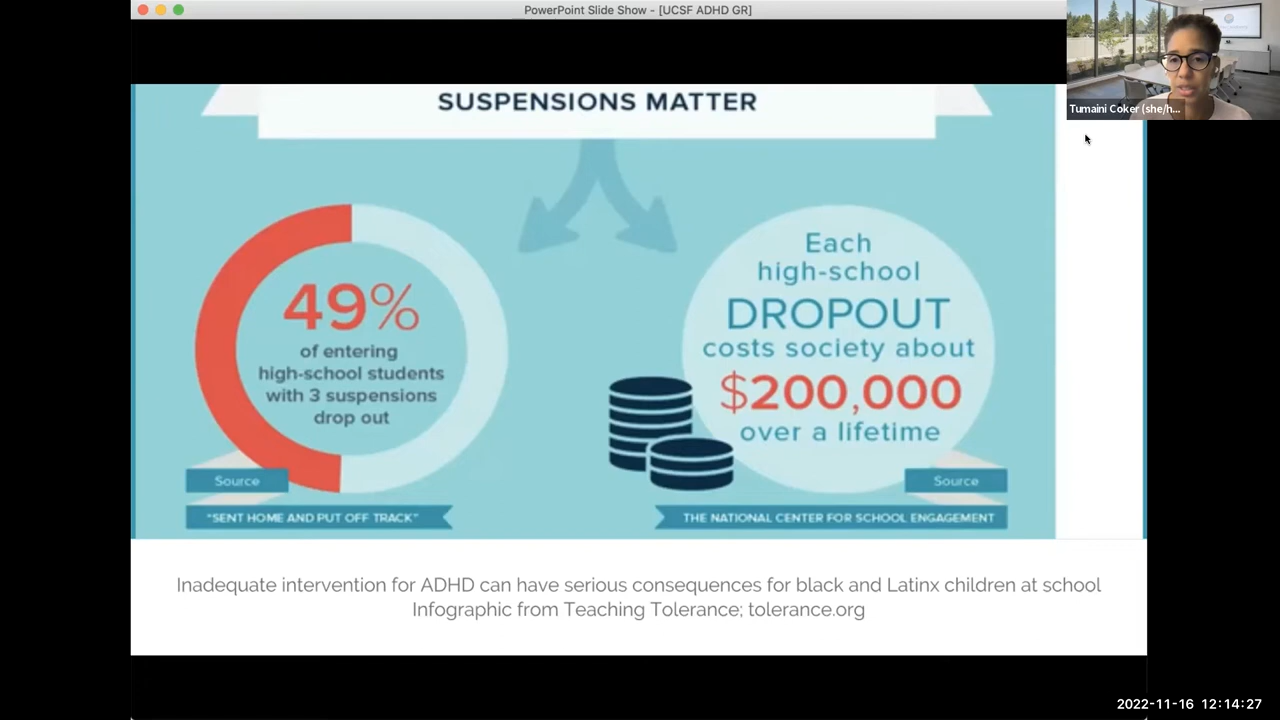 PowerPoint Slide Show - [UCSF ADHD GR]
Tumaini Coker (she/h...
SUSPENSIONS MATTER
49%
of entering
high-school students
with 3 suspensions
drop out
Source
"SENT HOME AND PUT OFF TRACK"
Each
high-school
DROPOUT
costs society about
$200,000
over a lifetime
Source
THE NATIONAL CENTER FOR SCHOOL ENGAGEMENT
Inadequate intervention for ADHD can have serious consequences for black and Latinx children at school
Infographic from Teaching Tolerance; tolerance.org
2022-11-16 12:14:27